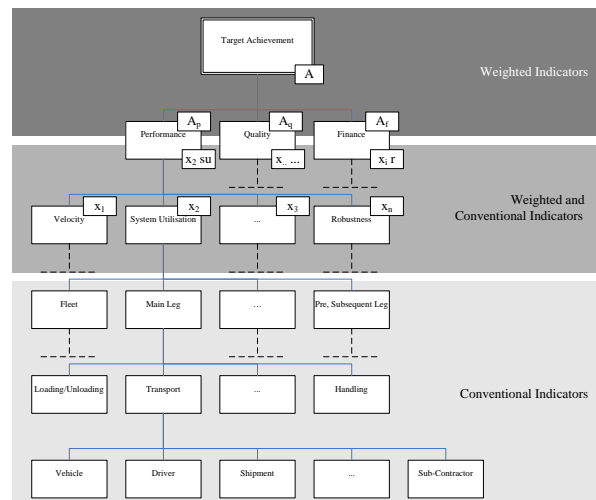 Target Achievement
A
Weighted Indicators
Ap
Aq
Af
Performance
Quality
Finance
x2 su
x.. ...
xi r
Weighted and
Conventional Indicators
x1
x2
x3
xn
Velocity
System Utilisation
...
Robustness
Fleet
Main Leg
...
Pre, Subsequent Leg
Loading/Unloading
Transport
...
Handling
Conventional Indicators
Vehicle
Driver
Shipment
...
Sub-Contractor